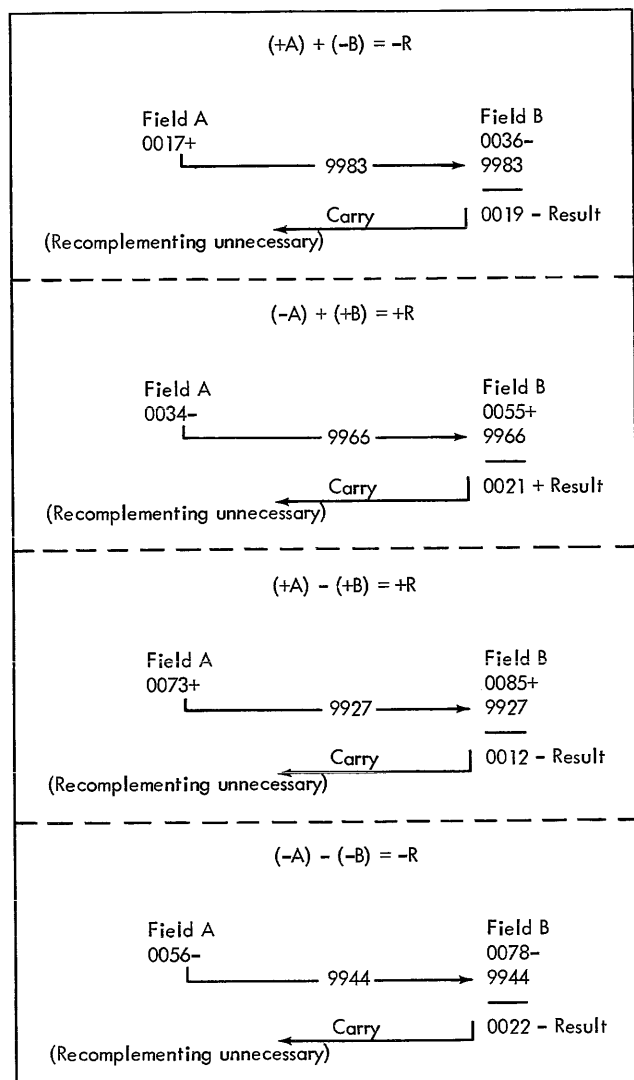 (+A) + (-B) = -R
Field A Field B
0017+ 0036-
9983 9983
Carry 0019 - Result
(Recomplementing unnecessary)
(-A) + (+B) = +R
Field A Field B
0034- 0055+
9966 9966
Carry 0021 + Result
(Recomplementing unnecessary)
(+A) - (+B) = +R
Field A Field B
0073+ 0085+
9927 9927
Carry 0012 - Result
(Recomplementing unnecessary)
(-A) - (-B) = -R
Field A Field B
0056- 0078-
9944 9944
Carry 0022 - Result
(Recomplementing unnecessary)